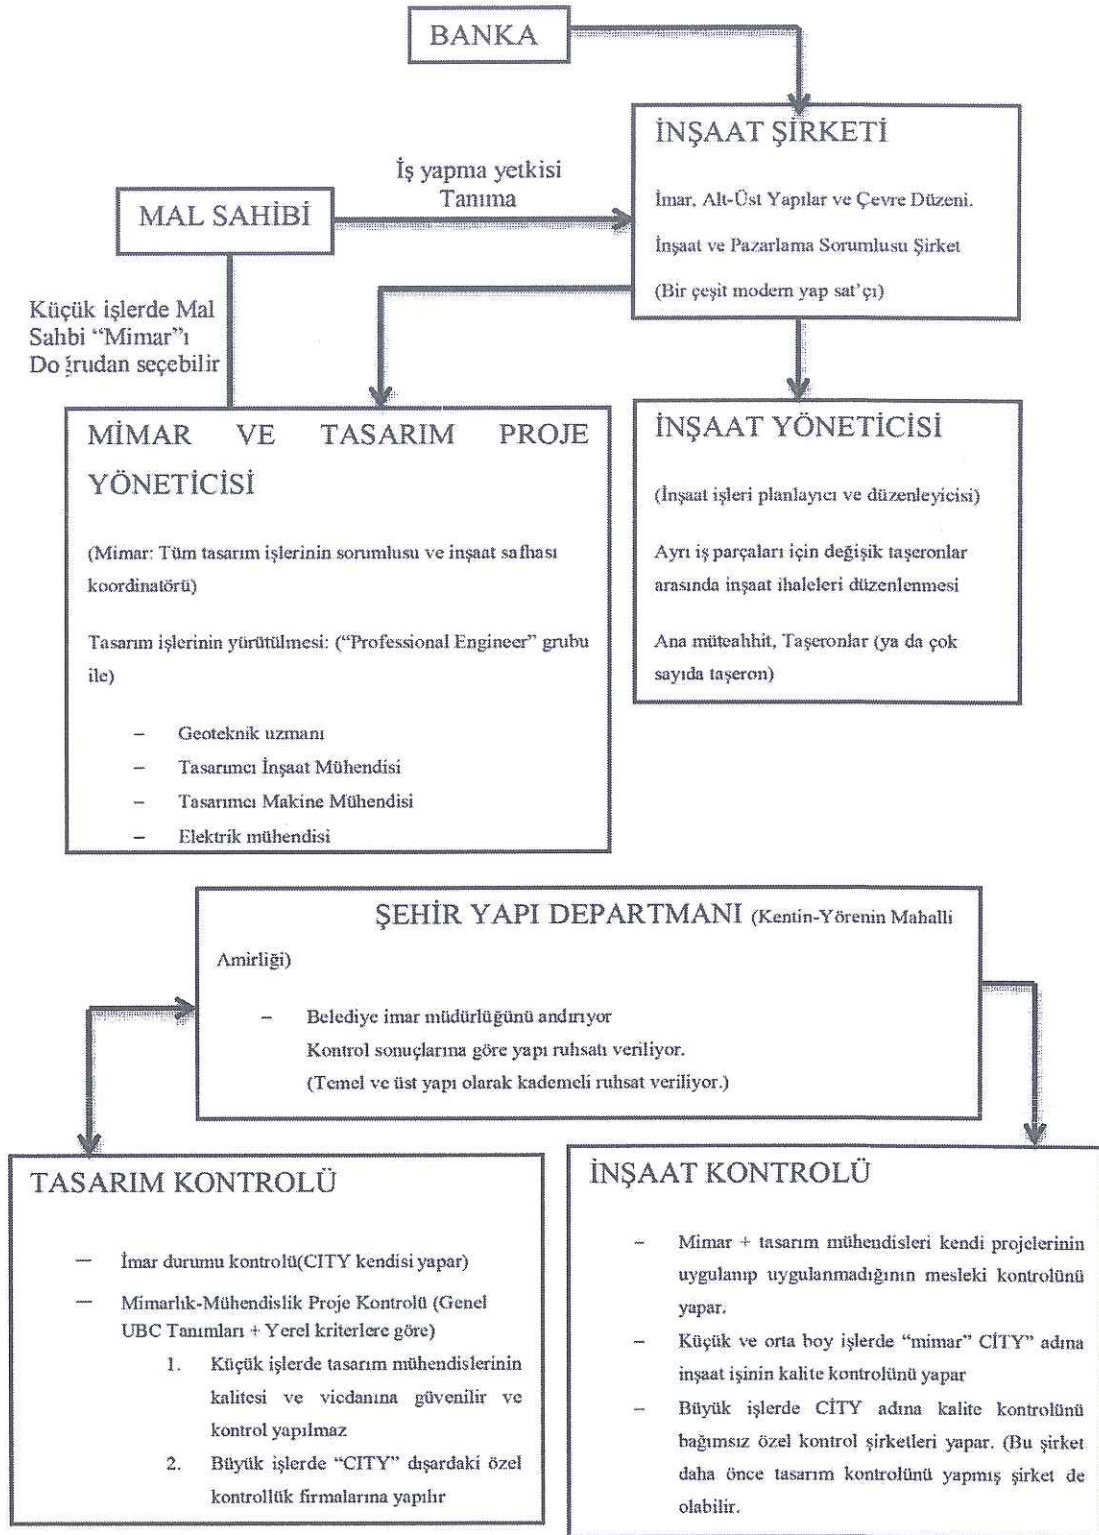 BANKA
İNŞAAT ŞİRKETİ
İmar, Alt-Üst Yapılar ve Çevre Düzeni.
İnşaat ve Pazarlama Sorumlusu Şirket
(Bir çeşit modern yap sat’çı)
İş yapma yetkisi
Tanıma
MAL SAHİBİ
Küçük işlerde Mal
Sahbi “Mimar”ı
Doğrudan seçebilir
MİMAR VE TASARIM PROJE
YÖNETİCİSİ
(Mimar: Tüm tasarım işlerinin sorumlusu ve inşaat safhası
koordinatörü)
Tasarım işlerinin yürütülmesi: (“Professional Engineer” grubu
ile)
– Geoteknik uzmanı
– Tasarımcı İnşaat Mühendisi
– Tasarımcı Makine Mühendisi
– Elektrik mühendisi
İNŞAAT YÖNETİCİSİ
(İnşaat işleri planlayıcı ve düzenleyicisi)
Ayrı iş parçaları için değişik taşeronlar
arasında inşaat ihaleleri düzenlenmesi
Ana müteahhit, Taşeronlar (ya da çok
sayıda taşeron)
ŞEHİR YAPI DEPARTMANI (Kentin-Yörenin Mahalli
Amirliği)
– Belediye imar müdürlüğünü andırıyor
Kontrol sonuçlarına göre yapı ruhsatı veriliyor.
(Temel ve üst yapı olarak kademeli ruhsat veriliyor.)
TASARIM KONTROLÜ
– İmar durumu kontrolü(CITY kendisi yapar)
– Mimarlık-Mühendislik Proje Kontrolü (Genel
UBC Tanımları + Yerel kriterlere göre)
1. Küçük işlerde tasarım mühendislerinin
kalitesi ve vicdanına güvenilir ve
kontrol yapılmaz
2. Büyük işlerde “CITY” dışardaki özel
kontrollük firmalarına yapılır
İNŞAAT KONTROLÜ
– Mimar + tasarım mühendisleri kendi projelerinin
uygulanıp uygulanmadığının mesleki kontrolünü
yapar.
– Küçük ve orta boy işlerde “mimar” CİTY” adına
inşaat işinin kalite kontrolünü yapar
– Büyük işlerde CİTY adına kalite kontrolünü
bağımsız özel kontrol şirketleri yapar. (Bu şirket
daha önce tasarım kontrolünü yapmış şirket de
olabilir.